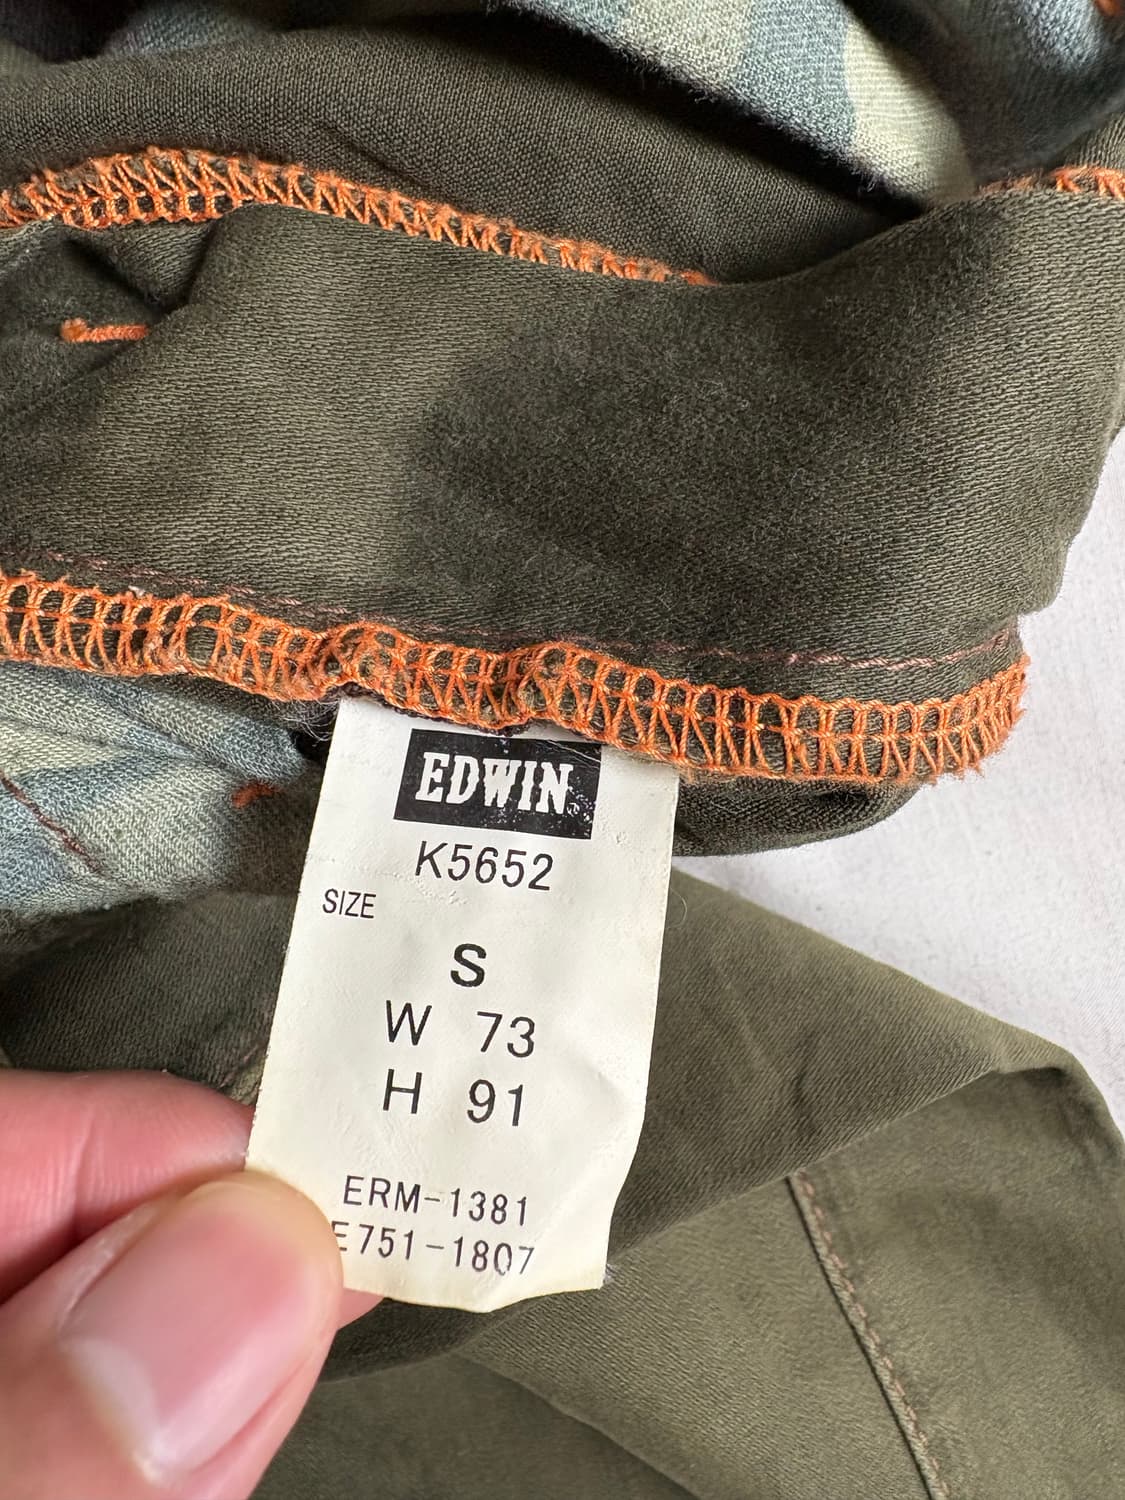 EDWIN
K5652
SIZE
S
W 73
H 91
ERM-1381
E751-1807